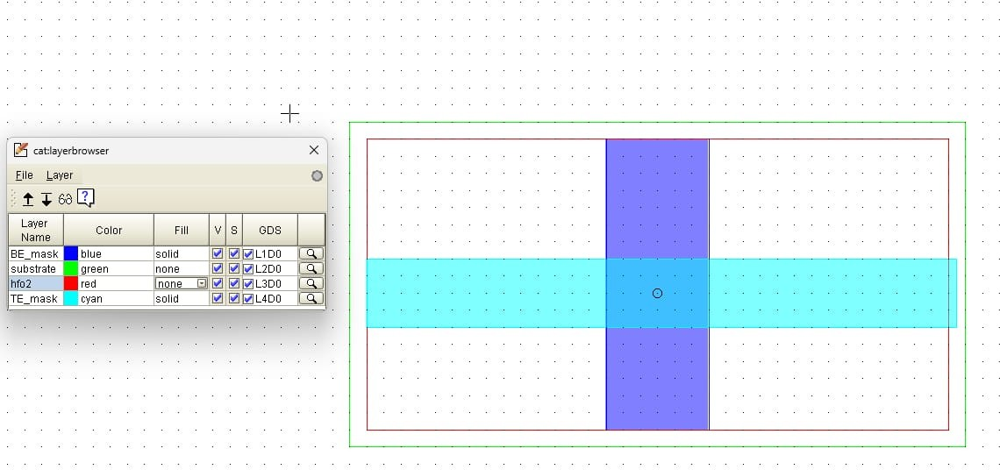 cat:layerbrowser
File Layer
?
Layer Name Color Fill V S GDS
BE_mask blue solid L1D0
substrate green none L2D0
hfo2 red none L3D0
TE_mask cyan solid L4D0